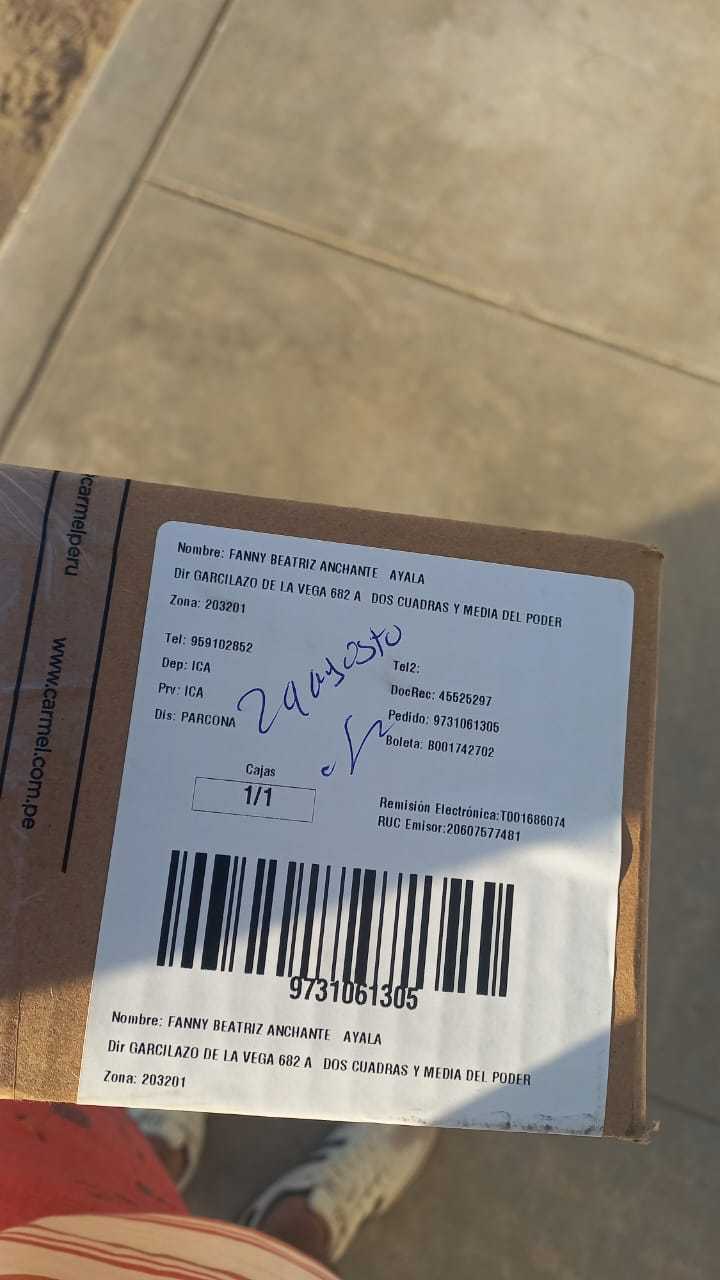 carmelperu
www.carmel.com.pe
Nombre: FANNY BEATRIZ ANCHANTE AYALA
Dir GARCILAZO DE LA VEGA 682 A DOS CUADRAS Y MEDIA DEL PODER
Zona: 203201
Tel: 959102852
Tel2:
Dep: ICA
DocRec: 45525297
Prv: ICA
Pedido: 9731061305
Dis: PARCONA
Boleta: B001742702
29 agosto
Cajas
1/1
Remisión Electrónica:T001686074
RUC Emisor:20607577481
9731061305
Nombre: FANNY BEATRIZ ANCHANTE AYALA
Dir GARCILAZO DE LA VEGA 682 A DOS CUADRAS Y MEDIA DEL PODER
Zona: 203201